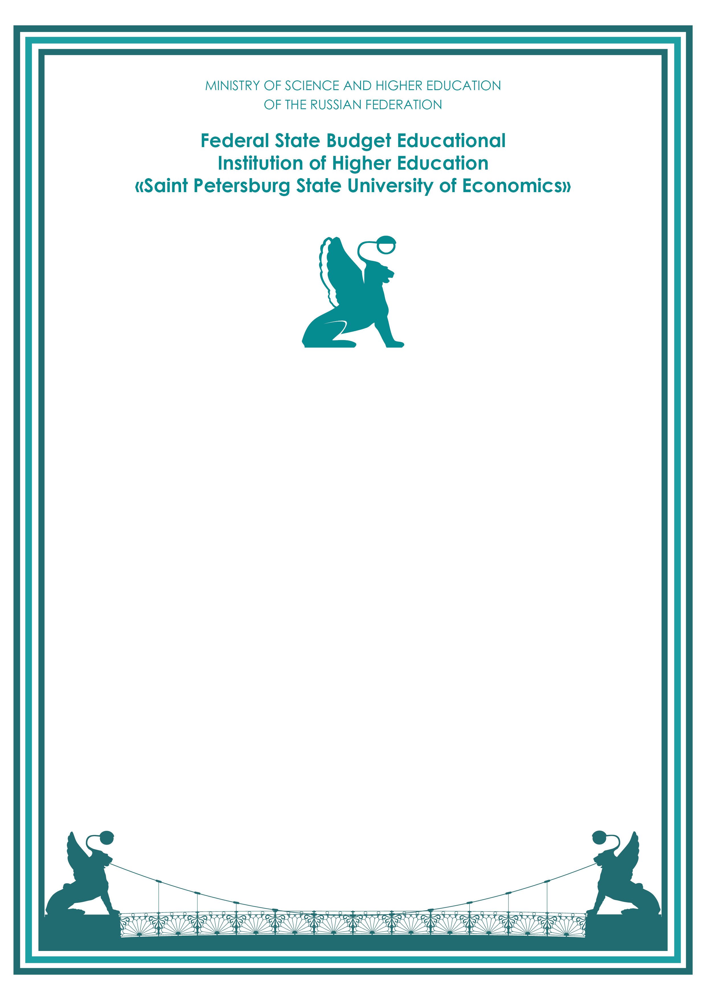 MINISTRY OF SCIENCE AND HIGHER EDUCATION
OF THE RUSSIAN FEDERATION
Federal State Budget Educational
Institution of Higher Education
«Saint Petersburg State University of Economics»